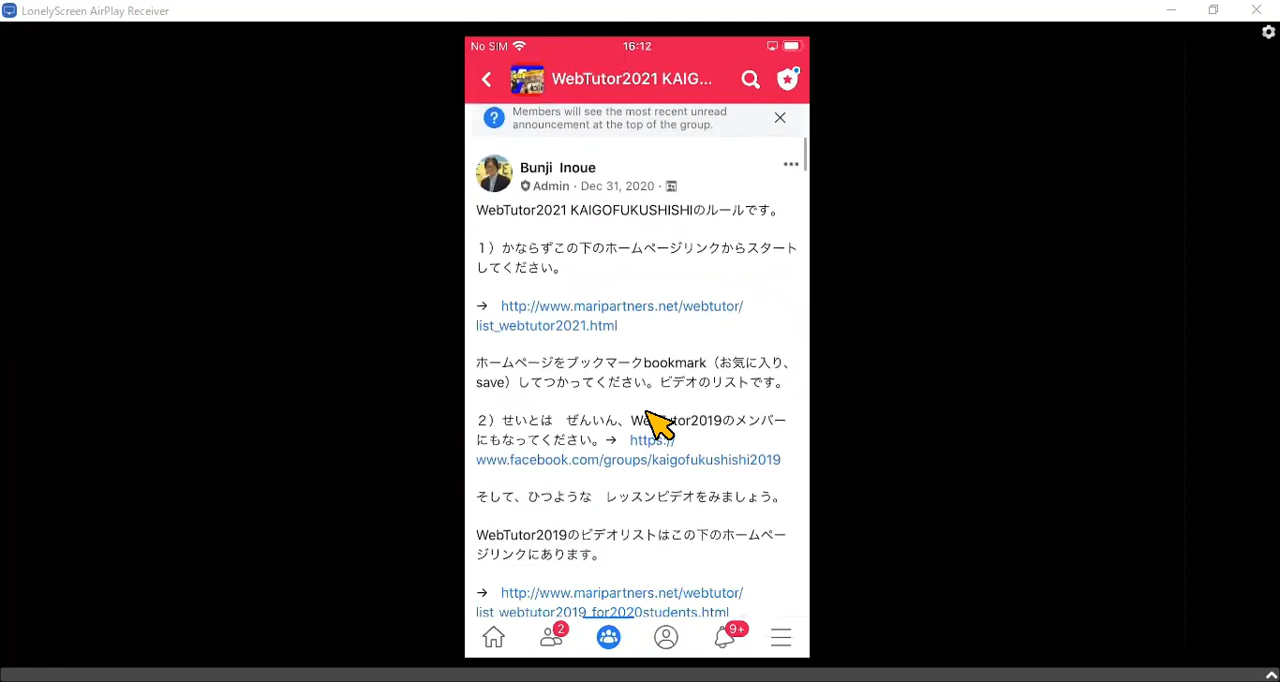 LonelyScreen AirPlay Receiver
No SIM 16:12
WebTutor2021 KAIG...
Members will see the most recent unread
announcement at the top of the group.
Bunji Inoue
Admin · Dec 31, 2020 ·
WebTutor2021 KAIGOFUKUSHISHIのルールです。
１）かならずこの下のホームページリンクからスタート
してください。
→ http://www.maripartners.net/webtutor/
list_webtutor2021.html
ホームページをブックマークbookmark（お気に入り、
save）してつかってください。ビデオのリストです。
２）せいとは　ぜんいん、WebTutor2019のメンバー
にもなってください。→ https://
www.facebook.com/groups/kaigofukushishi2019
そして、ひつような　レッスンビデオをみましょう。
WebTutor2019のビデオリストはこの下のホームペー
ジリンクにあります。
→ http://www.maripartners.net/webtutor/
list_webtutor2019_for2020students.html
2
9+